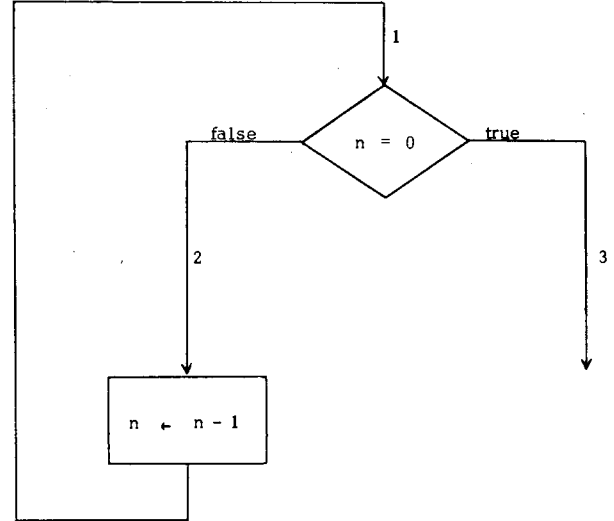 1
false
n = 0
true
2
3
n ← n - 1